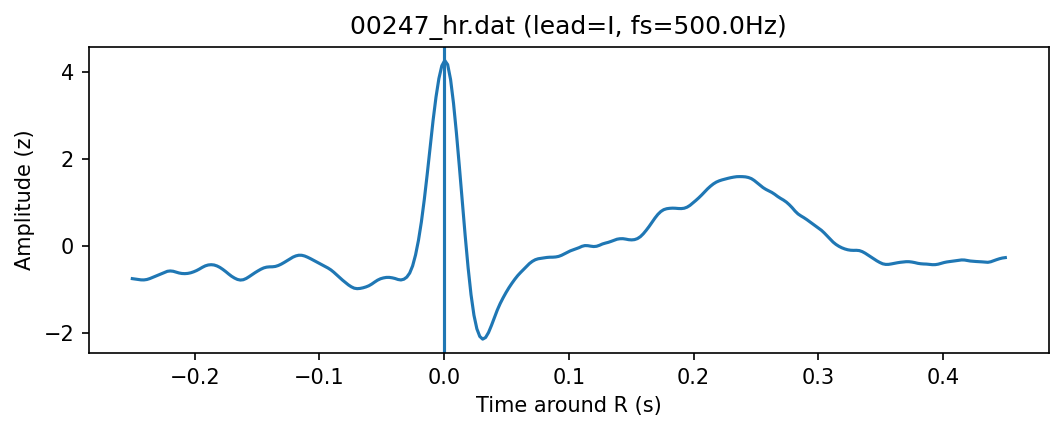 00247_hr.dat (lead=I, fs=500.0Hz)
Amplitude (z)
4
2
0
−2
−0.2 −0.1 0.0 0.1 0.2 0.3 0.4
Time around R (s)